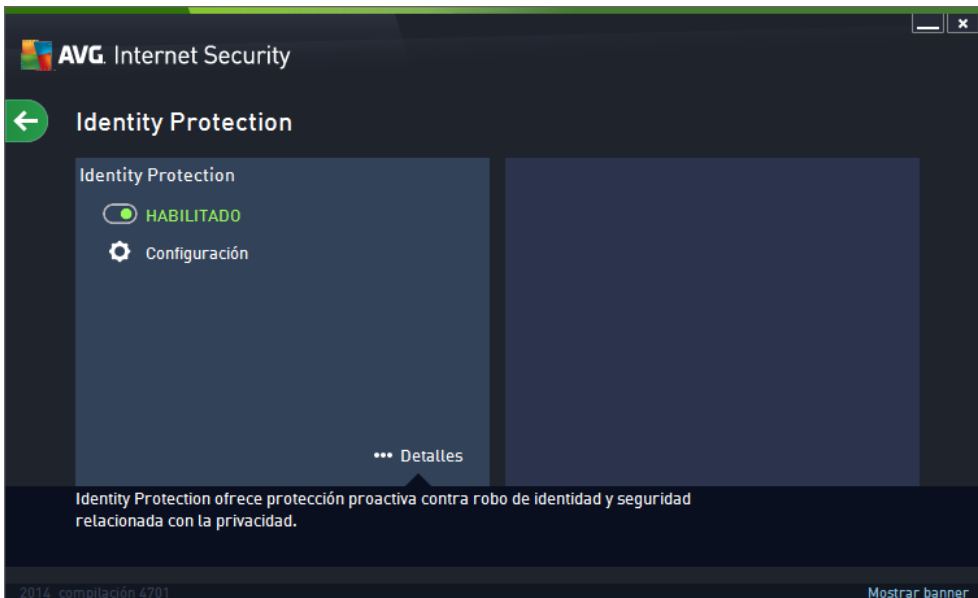 AVG. Internet Security
Identity Protection
Identity Protection
HABILITADO
Configuración
••• Detalles
Identity Protection ofrece protección proactiva contra robo de identidad y seguridad
relacionada con la privacidad.
2014 compilación 4701
Mostrar banner